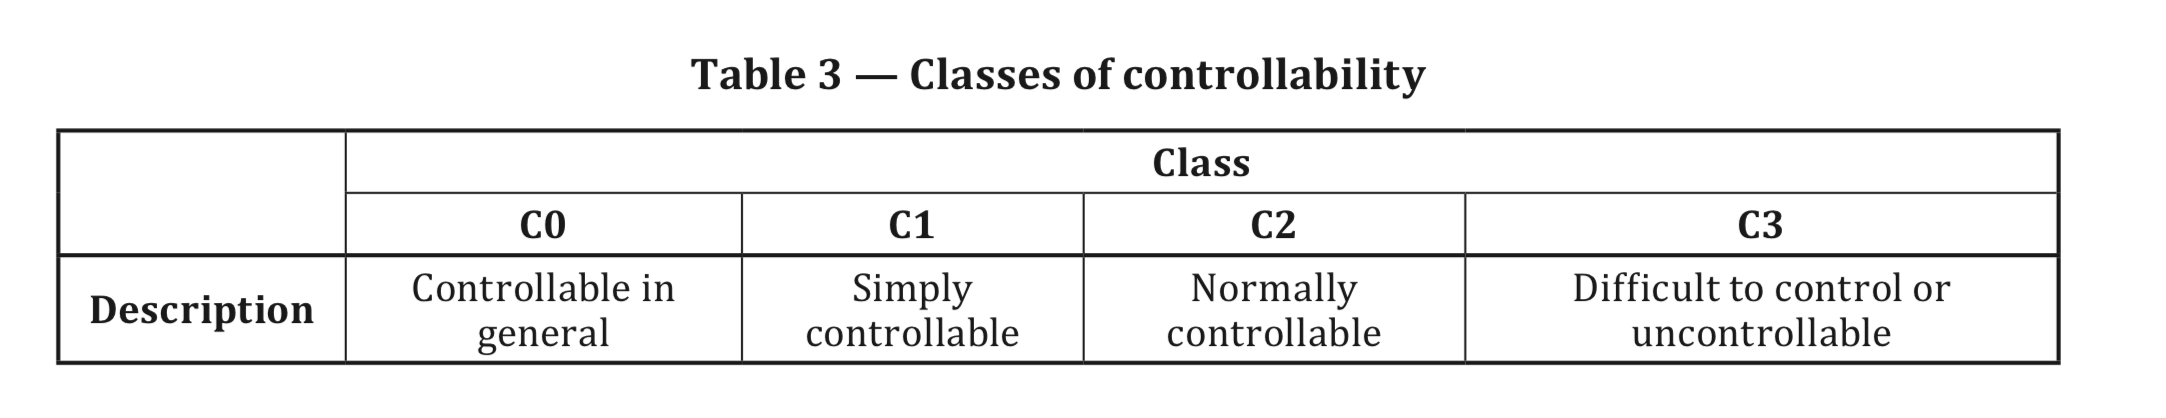 Table 3 — Classes of controllability
Class
C0 C1 C2 C3
Description
Controllable in
general
Simply
controllable
Normally
controllable
Difficult to control or
uncontrollable